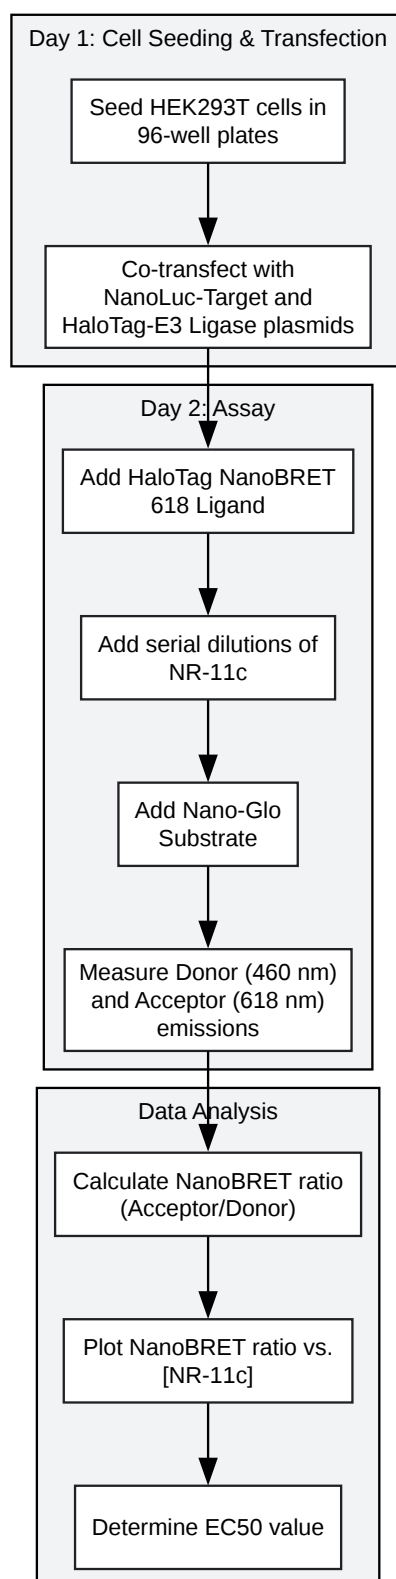 Day 1: Cell Seeding & Transfection
Seed HEK293T cells in
96-well plates
Co-transfect with
NanoLuc-Target and
HaloTag-E3 Ligase plasmids
Day 2: Assay
Add HaloTag NanoBRET
618 Ligand
Add serial dilutions of
NR-11c
Add Nano-Glo
Substrate
Measure Donor (460 nm)
and Acceptor (618 nm)
emissions
Data Analysis
Calculate NanoBRET ratio
(Acceptor/Donor)
Plot NanoBRET ratio vs.
[NR-11c]
Determine EC50 value